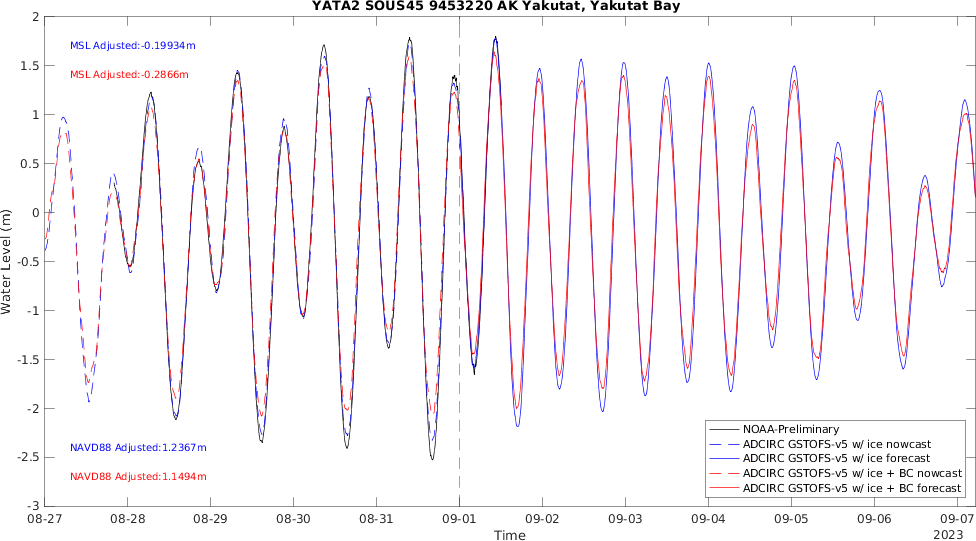 YATA2 SOUS45 9453220 AK Yakutat, Yakutat Bay
2
1.5
1
0.5
0
-0.5
-1
-1.5
-2
-2.5
-3
Water Level (m)
MSL Adjusted:-0.19934m
MSL Adjusted:-0.2866m
NAVD88 Adjusted:1.2367m
NAVD88 Adjusted:1.1494m
NOAA-Preliminary
ADCIRC GSTOFS-v5 w/ ice nowcast
ADCIRC GSTOFS-v5 w/ ice forecast
ADCIRC GSTOFS-v5 w/ ice + BC nowcast
ADCIRC GSTOFS-v5 w/ ice + BC forecast
08-27 08-28 08-29 08-30 08-31 09-01 09-02 09-03 09-04 09-05 09-06 09-07
Time
2023